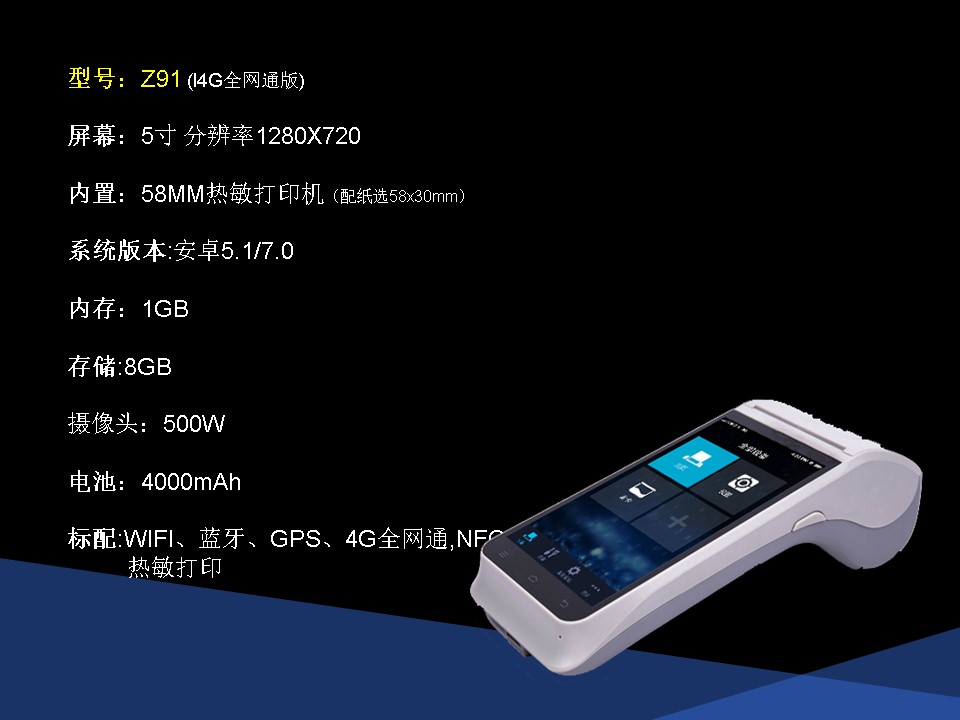 型号：Z91 (I4G全网通版)
屏幕：5寸 分辨率1280X720
内置：58MM热敏打印机（配纸选58x30mm）
系统版本:安卓5.1/7.0
内存：1GB
存储:8GB
摄像头：500W
电池：4000mAh
标配:WIFI、蓝牙、GPS、4G全网通,NFC
热敏打印